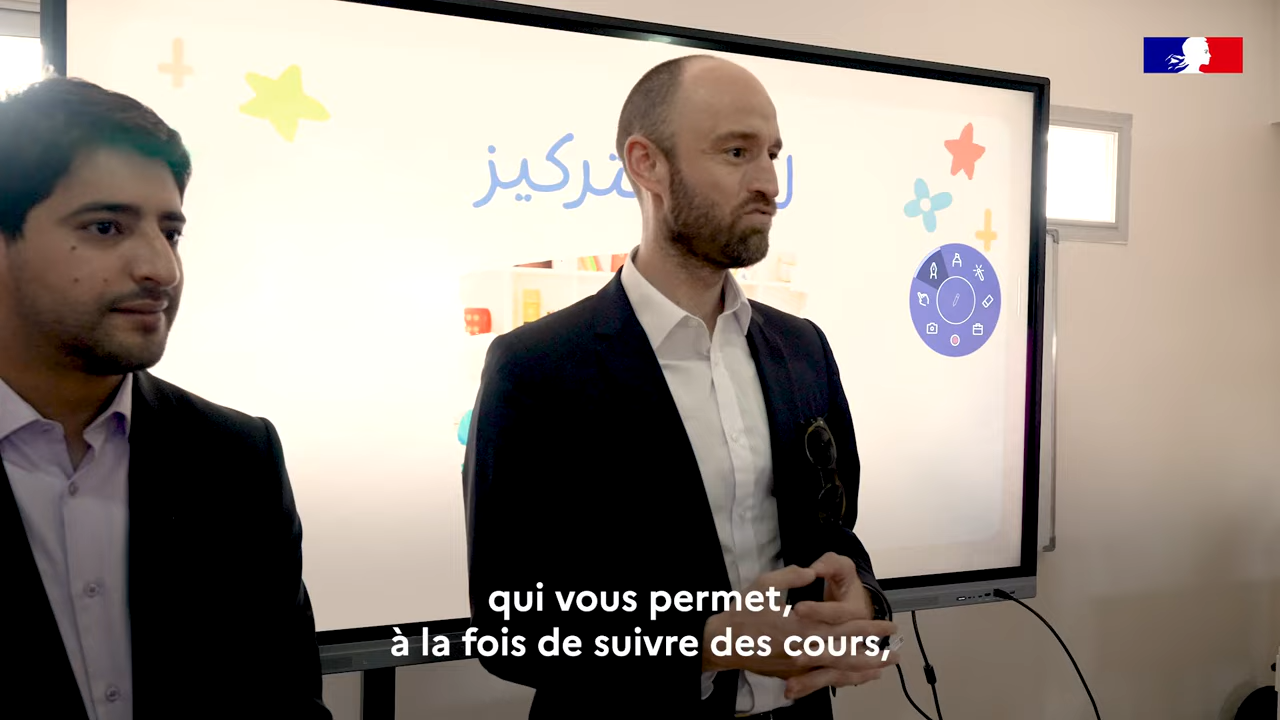 qui vous permet,
à la fois de suivre des cours,